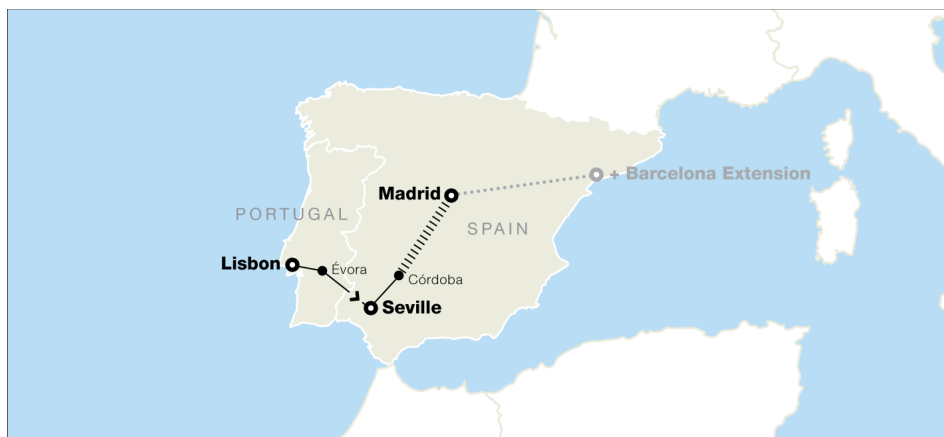 + Barcelona Extension
Madrid
PORTUGAL
SPAIN
Lisbon
Évora
Córdoba
Seville